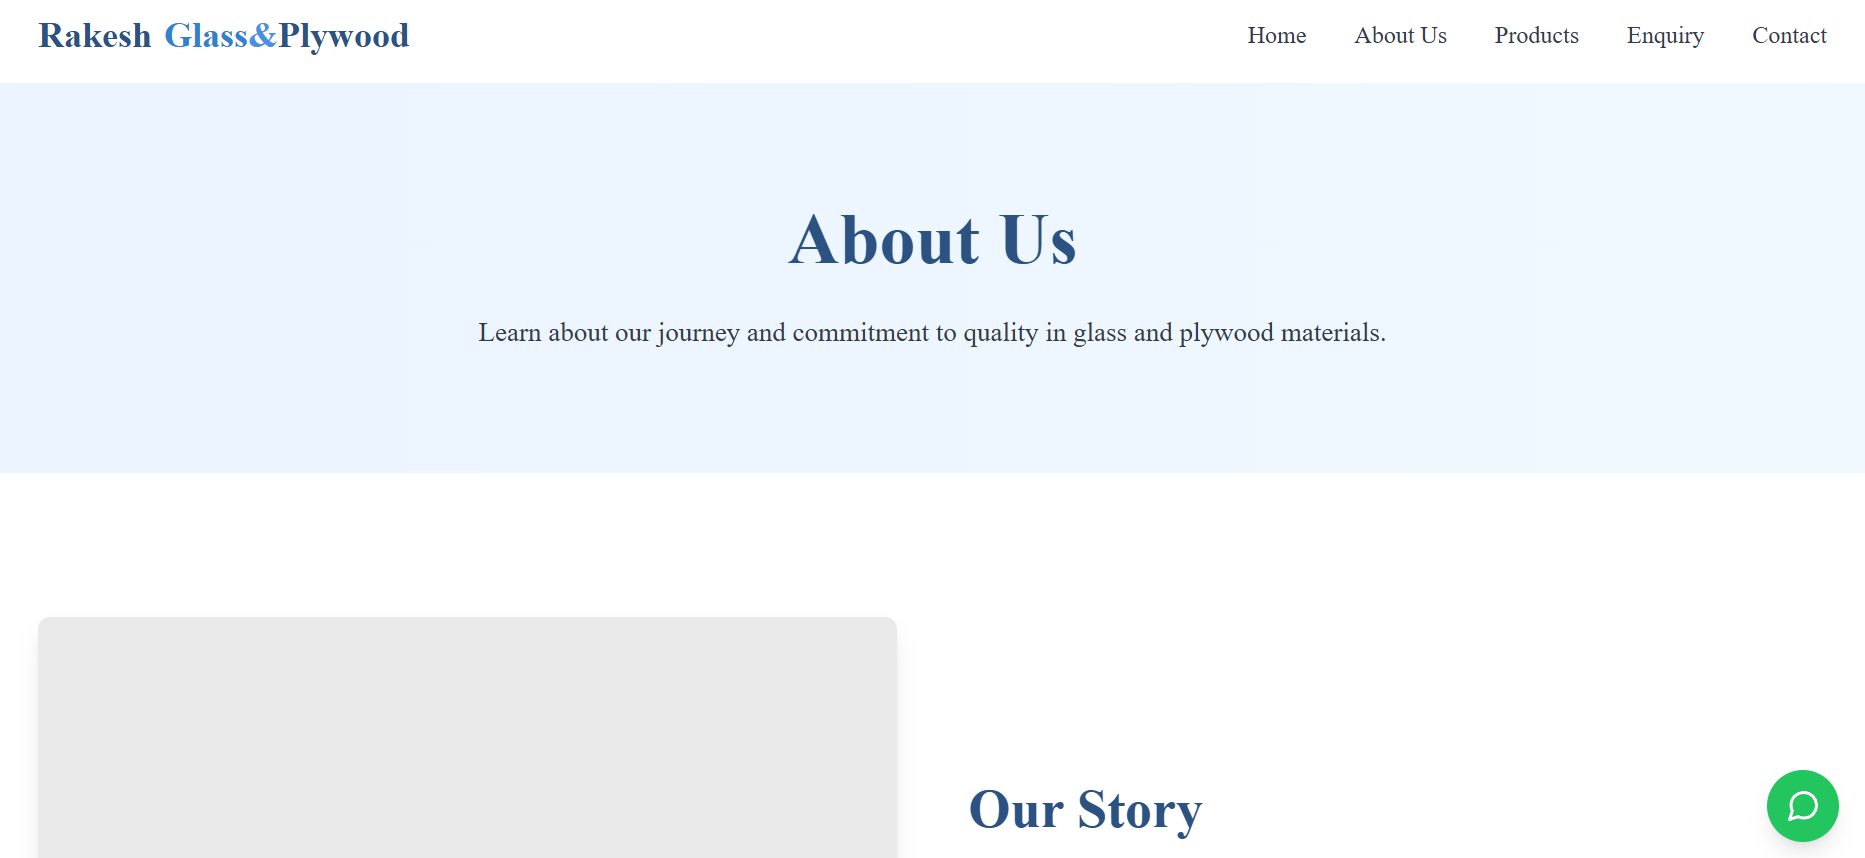 Rakesh Glass&Plywood
Home About Us Products Enquiry Contact
About Us
Learn about our journey and commitment to quality in glass and plywood materials.
Our Story